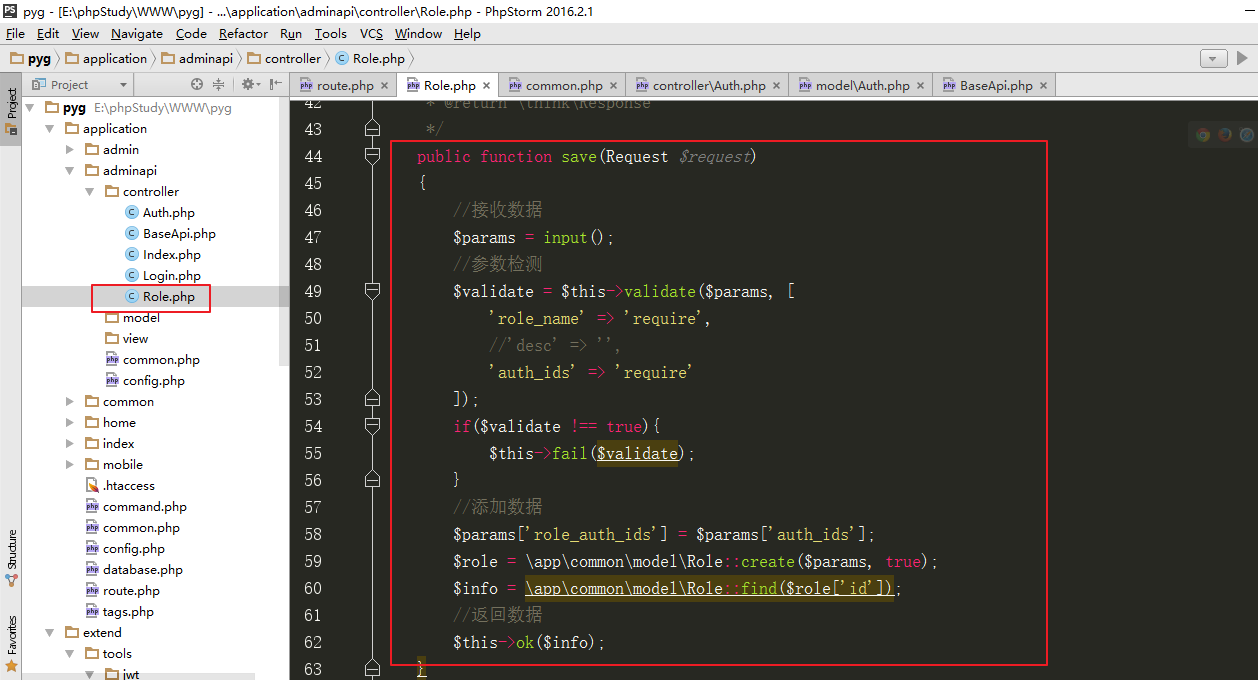 pyg - [E:\phpStudy\WWW\pyg] - ...\application\adminapi\controller\Role.php - PhpStorm 2016.2.1
File Edit View Navigate Code Refactor Run Tools VCS Window Help
pyg application adminapi controller Role.php
Project
route.php Role.php common.php controller\Auth.php model\Auth.php BaseApi.php
Project
Structure
Favorites
pyg E:\phpStudy\WWW\pyg
application
admin
adminapi
controller
Auth.php
BaseApi.php
Index.php
Login.php
Role.php
model
view
common.php
config.php
common
home
index
mobile
.htaccess
command.php
common.php
config.php
database.php
route.php
tags.php
extend
tools
jwt
42 * @return \think\Response
43 */
44 public function save(Request $request)
45 {
46 //接收数据
47 $params = input();
48 //参数检测
49 $validate = $this->validate($params, [
50 'role_name' => 'require',
51 //'desc' => '',
52 'auth_ids' => 'require'
53 ]);
54 if($validate !== true){
55 $this->fail($validate);
56 }
57 //添加数据
58 $params['role_auth_ids'] = $params['auth_ids'];
59 $role = \app\common\model\Role::create($params, true);
60 $info = \app\common\model\Role::find($role['id']);
61 //返回数据
62 $this->ok($info);
63 }